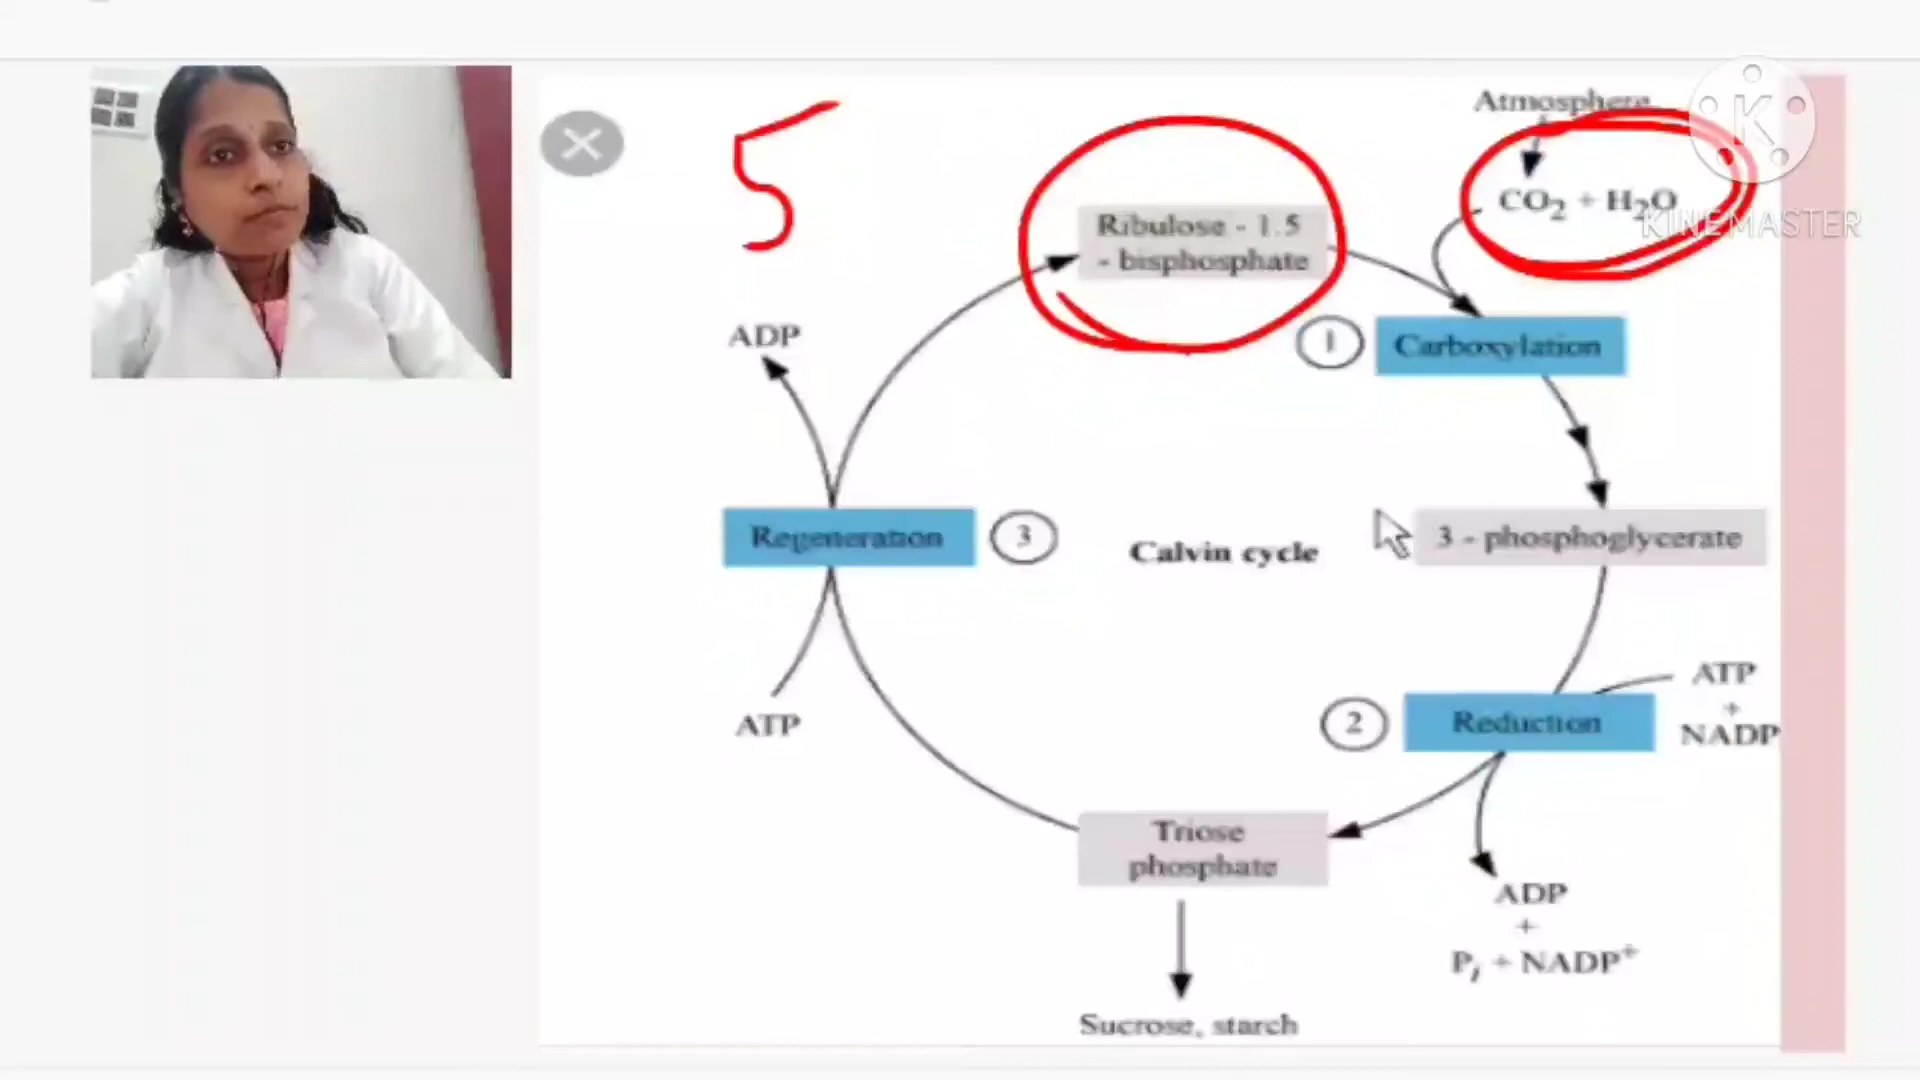 5
Atmosphere
CO₂ + H₂O
K
KINEMASTER
Ribulose - 1.5
- bisphosphate
1
Carboxylation
ADP
Regeneration
3
Calvin cycle
3 - phosphoglycerate
ATP
ATP
+
NADP
2
Reduction
Triose
phosphate
ADP
+
Pᵢ + NADP⁺
Sucrose, starch